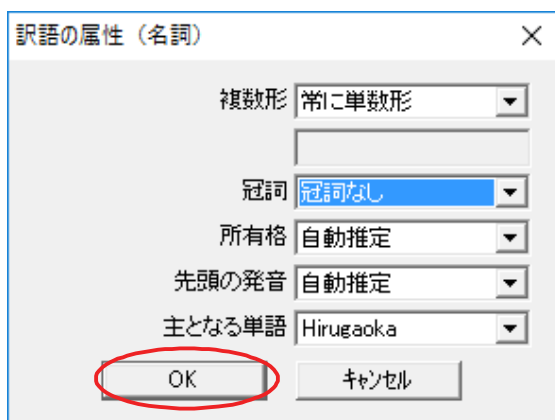 訳語の属性（名詞）
複数形 常に単数形
冠詞 冠詞なし
所有格 自動推定
先頭の発音 自動推定
主となる単語 Hirugaoka
OK キャンセル